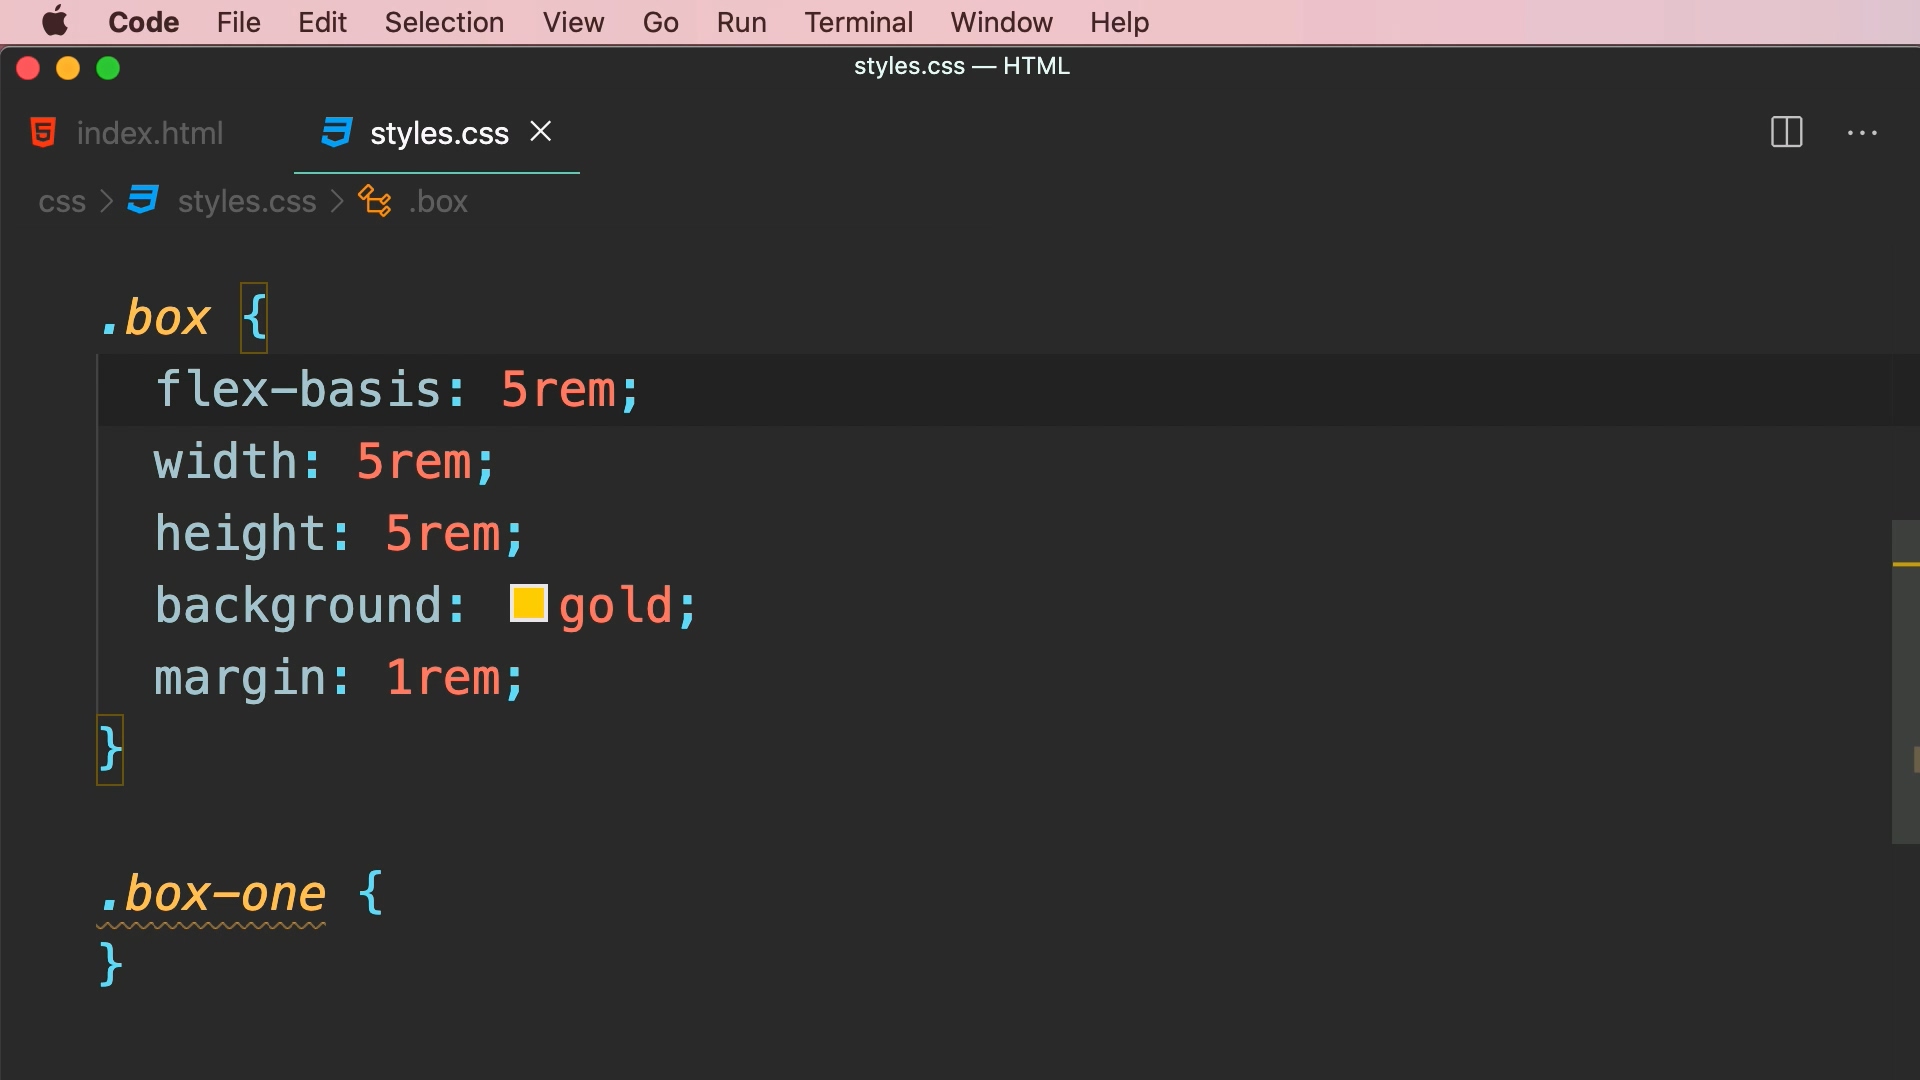 Code File Edit Selection View Go Run Terminal Window Help
styles.css — HTML
index.html styles.css
css > styles.css > .box
.box {
flex-basis: 5rem;
width: 5rem;
height: 5rem;
background: gold;
margin: 1rem;
}
.box-one {
}